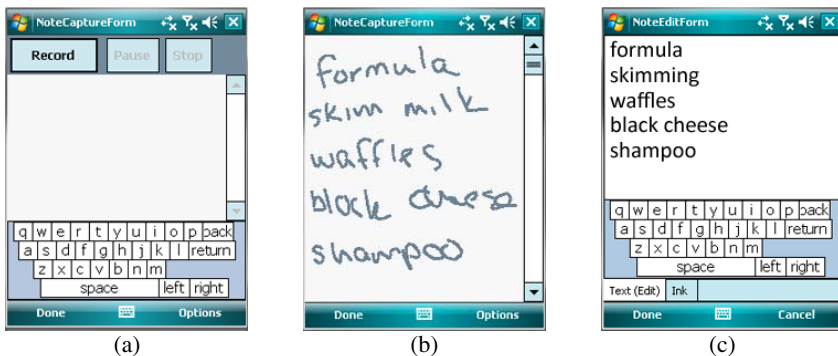 NoteCaptureForm
Record Pause Stop
q w e r t y u i o p back
a s d f g h j k l return
z x c v b n m
space left right
Done Options
(a)
NoteCaptureForm
formula
skim milk
waffles
block cheese
shampoo
Done Options
(b)
NoteEditForm
formula
skimming
waffles
black cheese
shampoo
q w e r t y u i o p back
a s d f g h j k l return
z x c v b n m
space left right
Text (Edit) Ink
Done Cancel
(c)